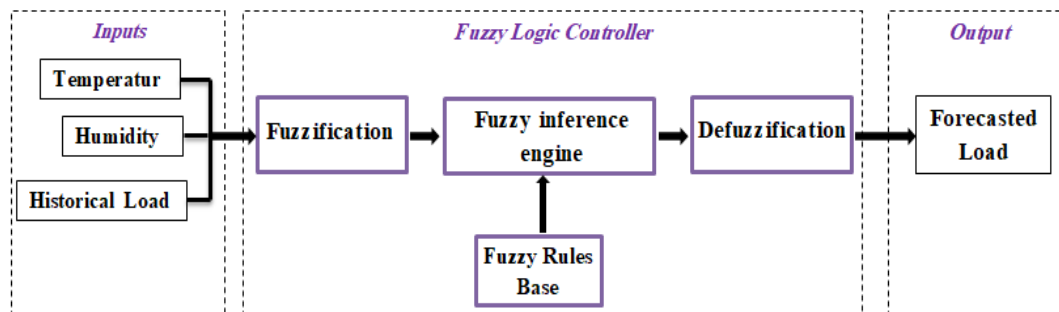 Inputs
Temperatur
Humidity
Historical Load
Fuzzy Logic Controller
Fuzzification
Fuzzy inference
engine
Defuzzification
Fuzzy Rules
Base
Output
Forecasted
Load